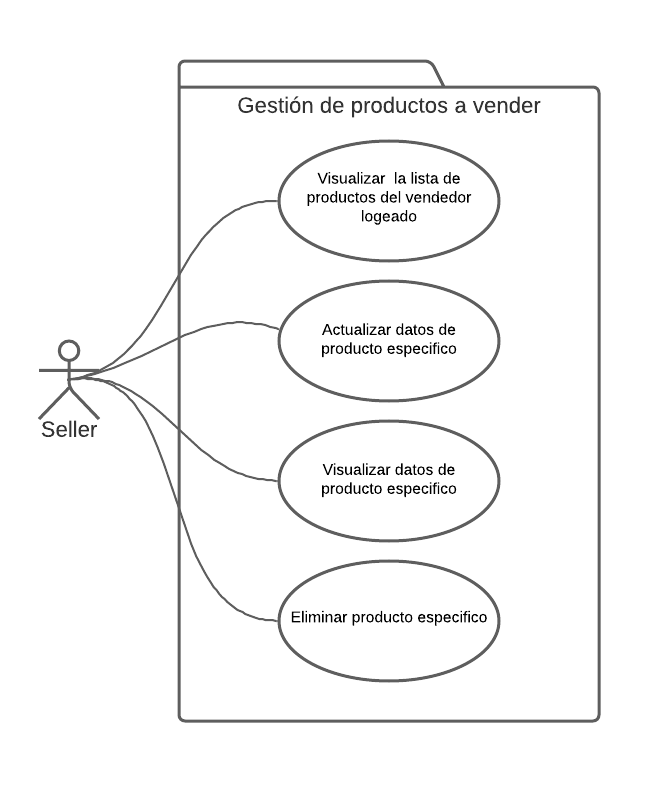 Gestión de productos a vender
Visualizar  la lista de
productos del vendedor
logeado
Actualizar datos de
producto especifico
Seller
Visualizar datos de
producto especifico
Eliminar producto especifico